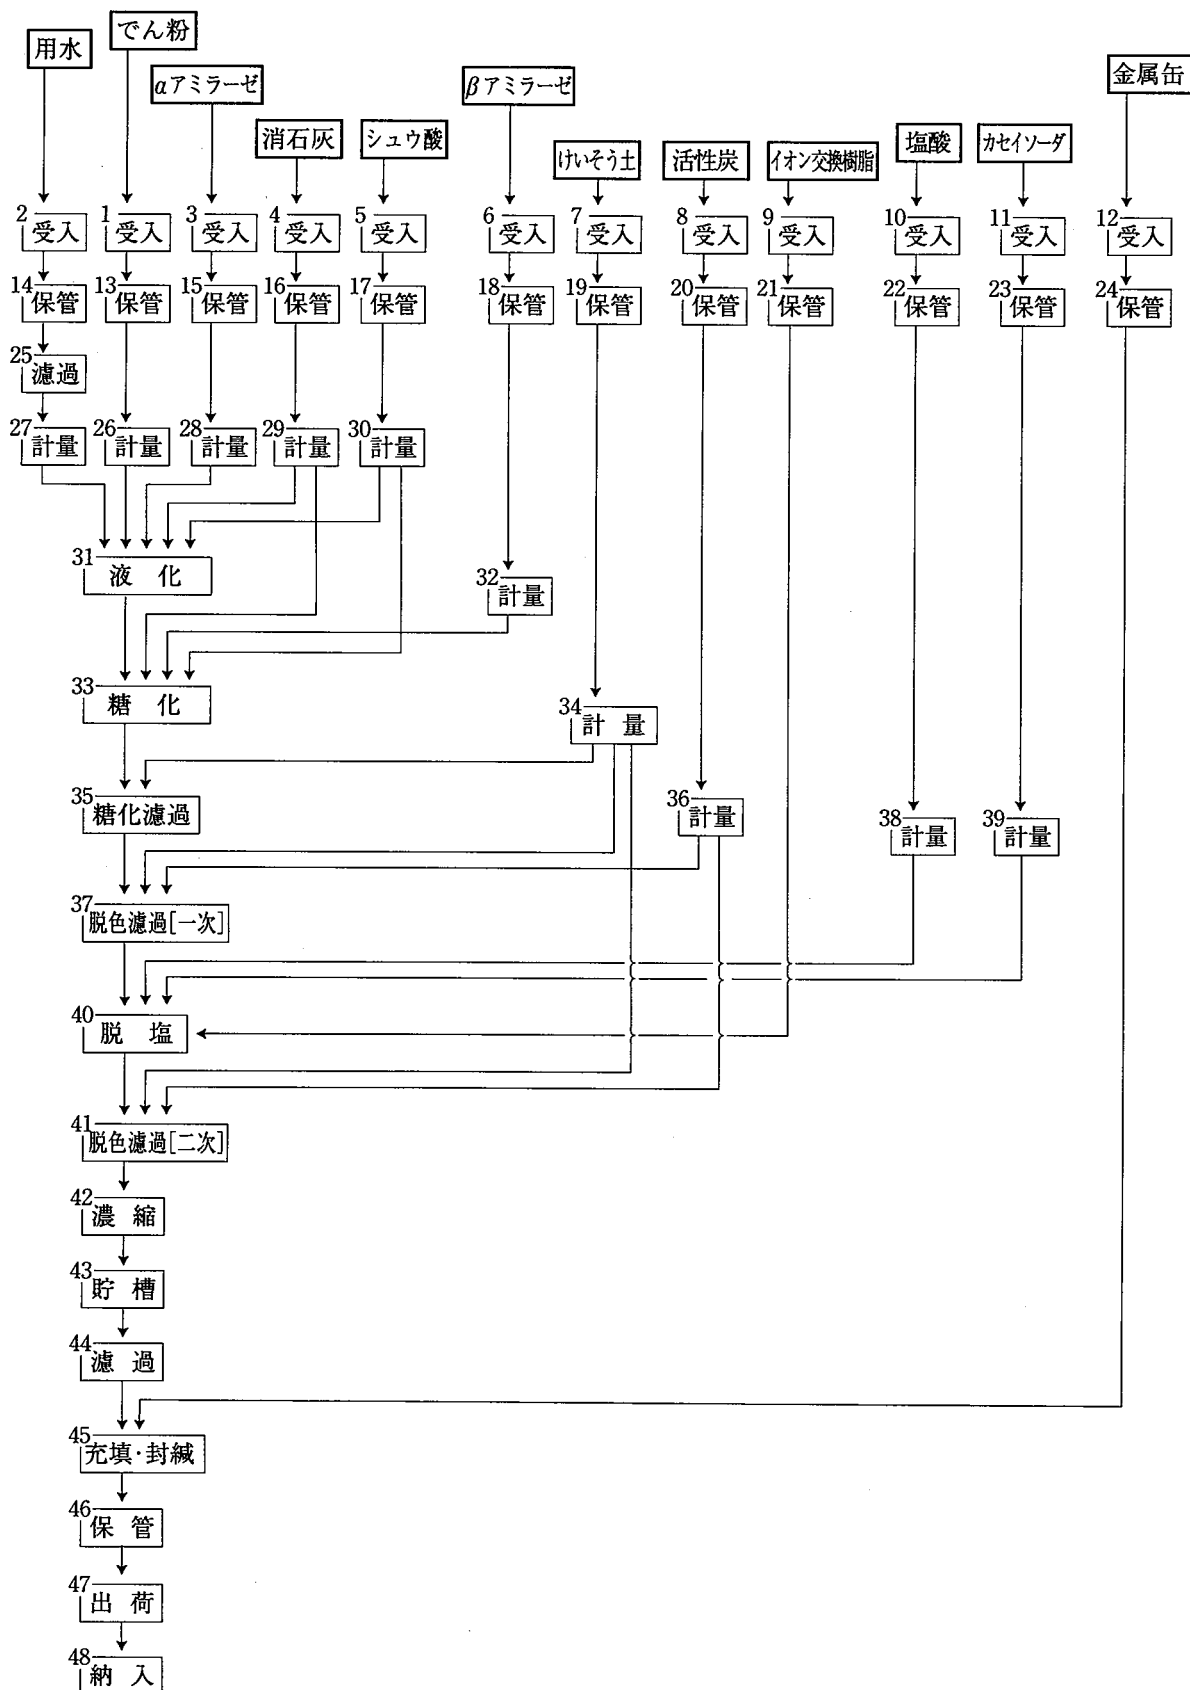 用水
でん粉
αアミラーゼ
消石灰
シュウ酸
βアミラーゼ
けいそう土
活性炭
イオン交換樹脂
塩酸
カセイソーダ
金属缶
2 受入
1 受入
3 受入
4 受入
5 受入
6 受入
7 受入
8 受入
9 受入
10 受入
11 受入
12 受入
14 保管
13 保管
15 保管
16 保管
17 保管
18 保管
19 保管
20 保管
21 保管
22 保管
23 保管
24 保管
25 濾過
27 計量
26 計量
28 計量
29 計量
30 計量
31 液化
32 計量
33 糖化
34 計量
35 糖化濾過
36 計量
38 計量
39 計量
37 脱色濾過[一次]
40 脱塩
41 脱色濾過[二次]
42 濃縮
43 貯槽
44 濾過
45 充填・封緘
46 保管
47 出荷
48 納入